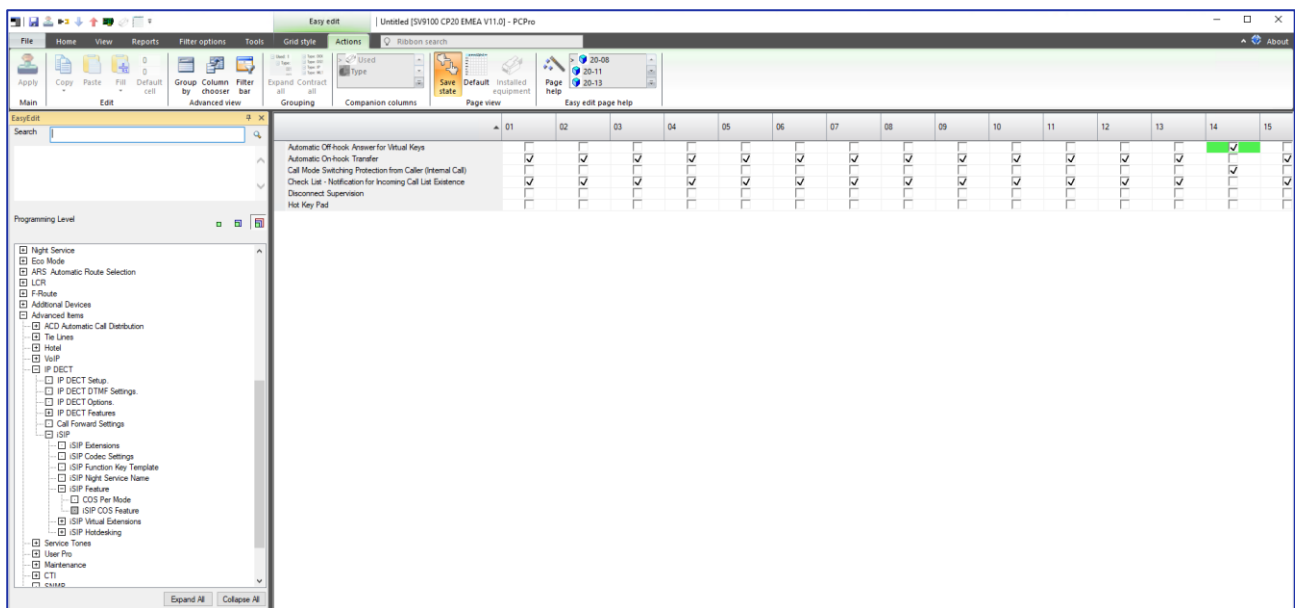 Easy edit
Untitled [SV9100 CP20 EMEA V11.0] - PCPro
File Home View Reports Filter options Tools Grid style Actions Ribbon search About
Apply Copy Paste Fill Default cell Group by Column chooser Filter bar Expand all Contract all Used Type Save state Default Installed equipment Page help 20-08 20-11 20-13
Main Edit Advanced view Grouping Companion columns Page view Easy edit page help
EasyEdit
Search
Programming Level
Night Service
Eco Mode
ARS Automatic Route Selection
LCR
F-Route
Addtional Devices
Advanced Items
ACD Automatic Call Distribution
Tie Lines
Hotel
VoIP
IP DECT
IP DECT Setup.
IP DECT DTMF Settings.
IP DECT Options.
IP DECT Features
Call Forward Settings
iSIP
iSIP Extensions
iSIP Codec Settings
iSIP Function Key Template
iSIP Night Service Name
iSIP Feature
COS Per Mode
iSIP COS Feature
iSIP Virtual Extensions
iSIP Hotdesking
Service Tones
User Pro
Maintenance
CTI
SNMP
Expand All Collapse All
01 02 03 04 05 06 07 08 09 10 11 12 13 14 15
Automatic Off-hook Answer for Virtual Keys
Automatic On-hook Transfer
Call Mode Switching Protection from Caller (Internal Call)
Check List - Notification for Incoming Call List Existence
Disconnect Supervision
Hot Key Pad